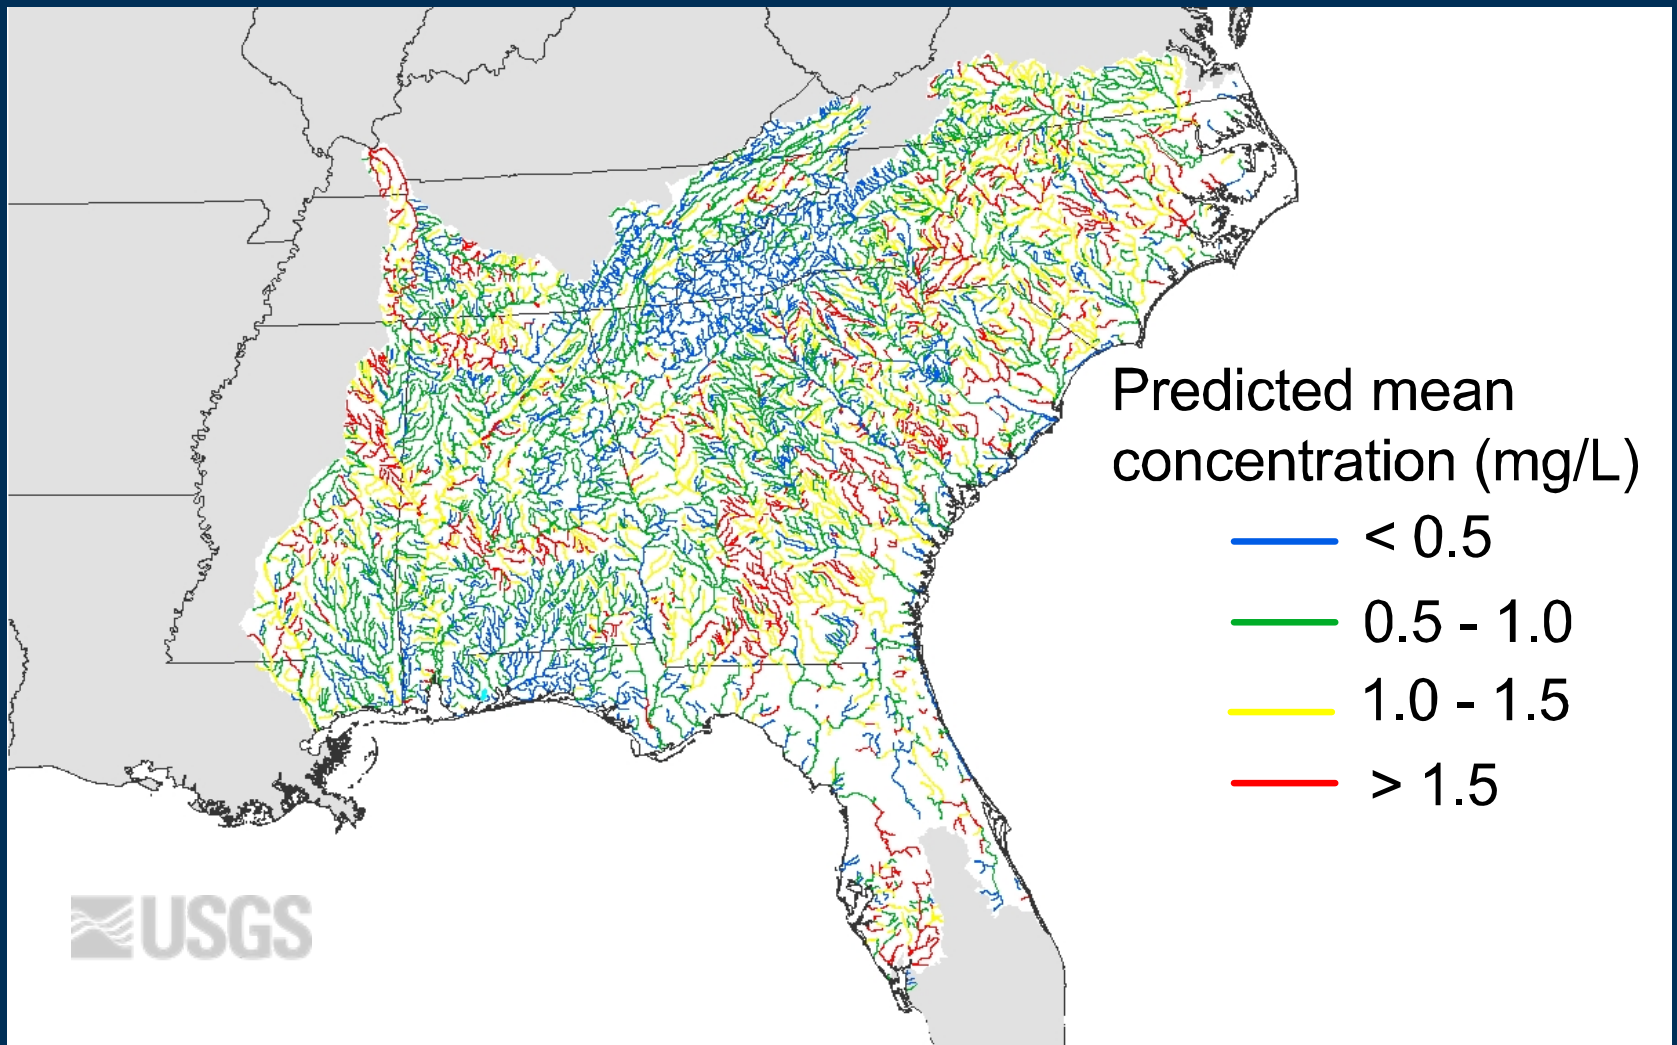 Predicted mean
concentration (mg/L)
< 0.5
0.5 - 1.0
1.0 - 1.5
> 1.5
USGS